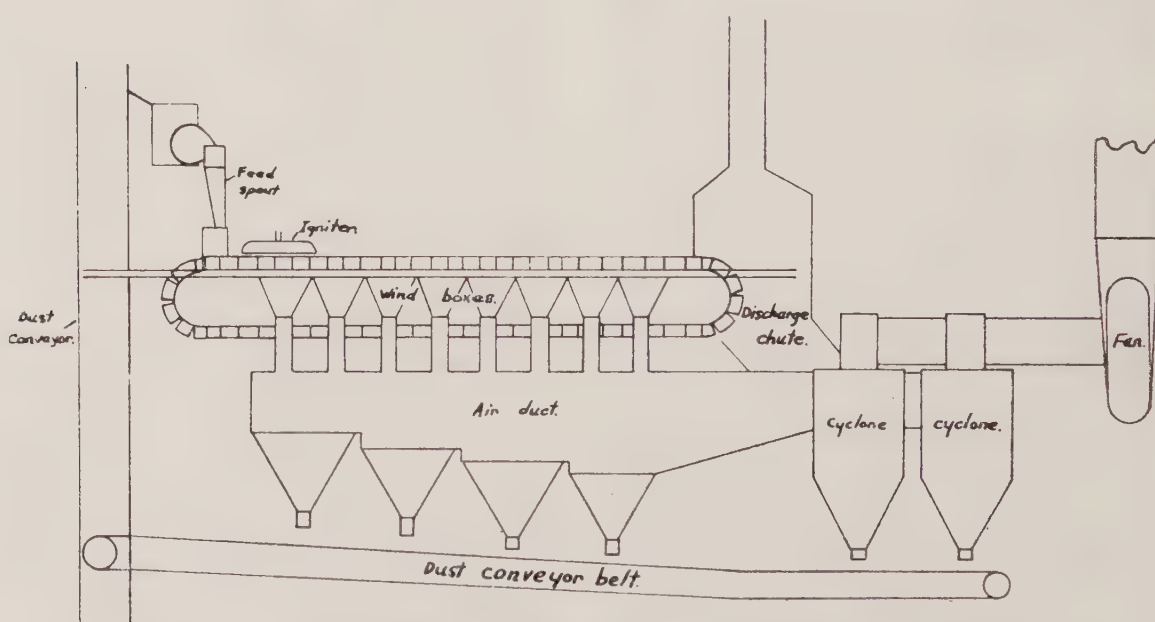 Feed
spout
Igniter
Wind boxes.
Dust
Conveyor.
Discharge
chute.
Fan.
Air duct.
Cyclone
cyclone.
Dust conveyor belt.